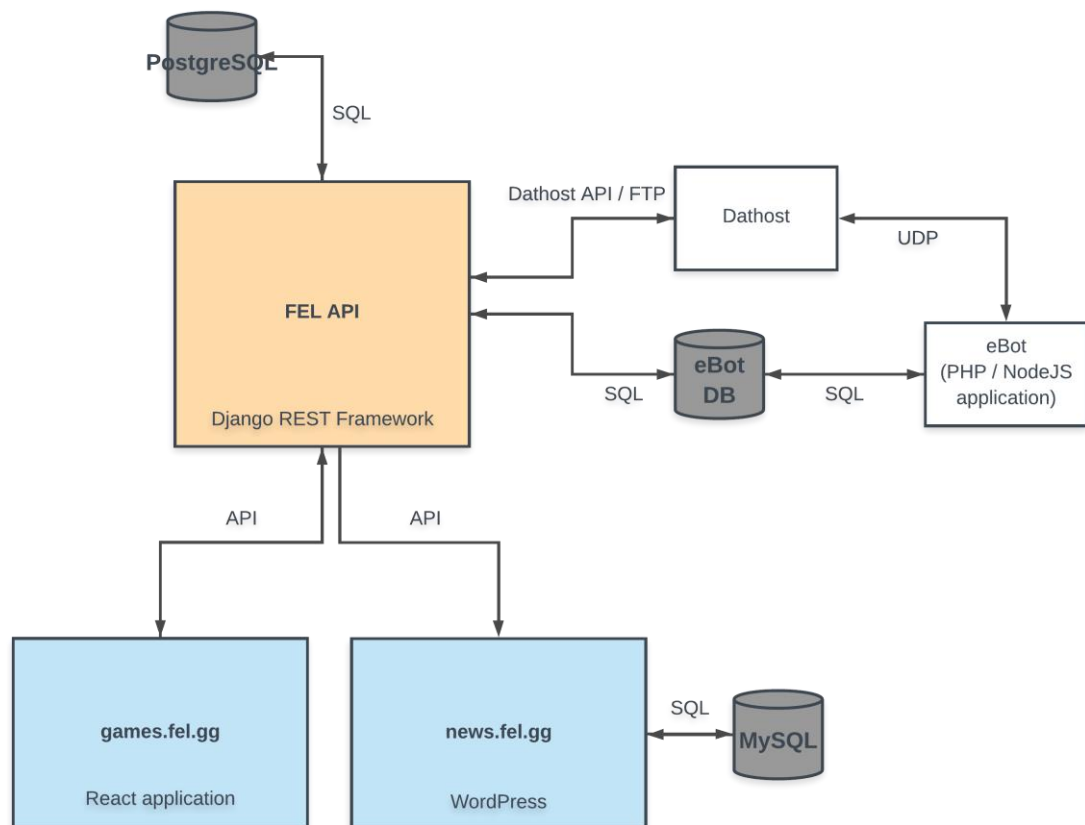 PostgreSQL
SQL
Dathost API / FTP
Dathost
UDP
FEL API
Django REST Framework
SQL
eBot
DB
SQL
eBot
(PHP / NodeJS
application)
API
API
games.fel.gg
React application
news.fel.gg
WordPress
SQL
MySQL